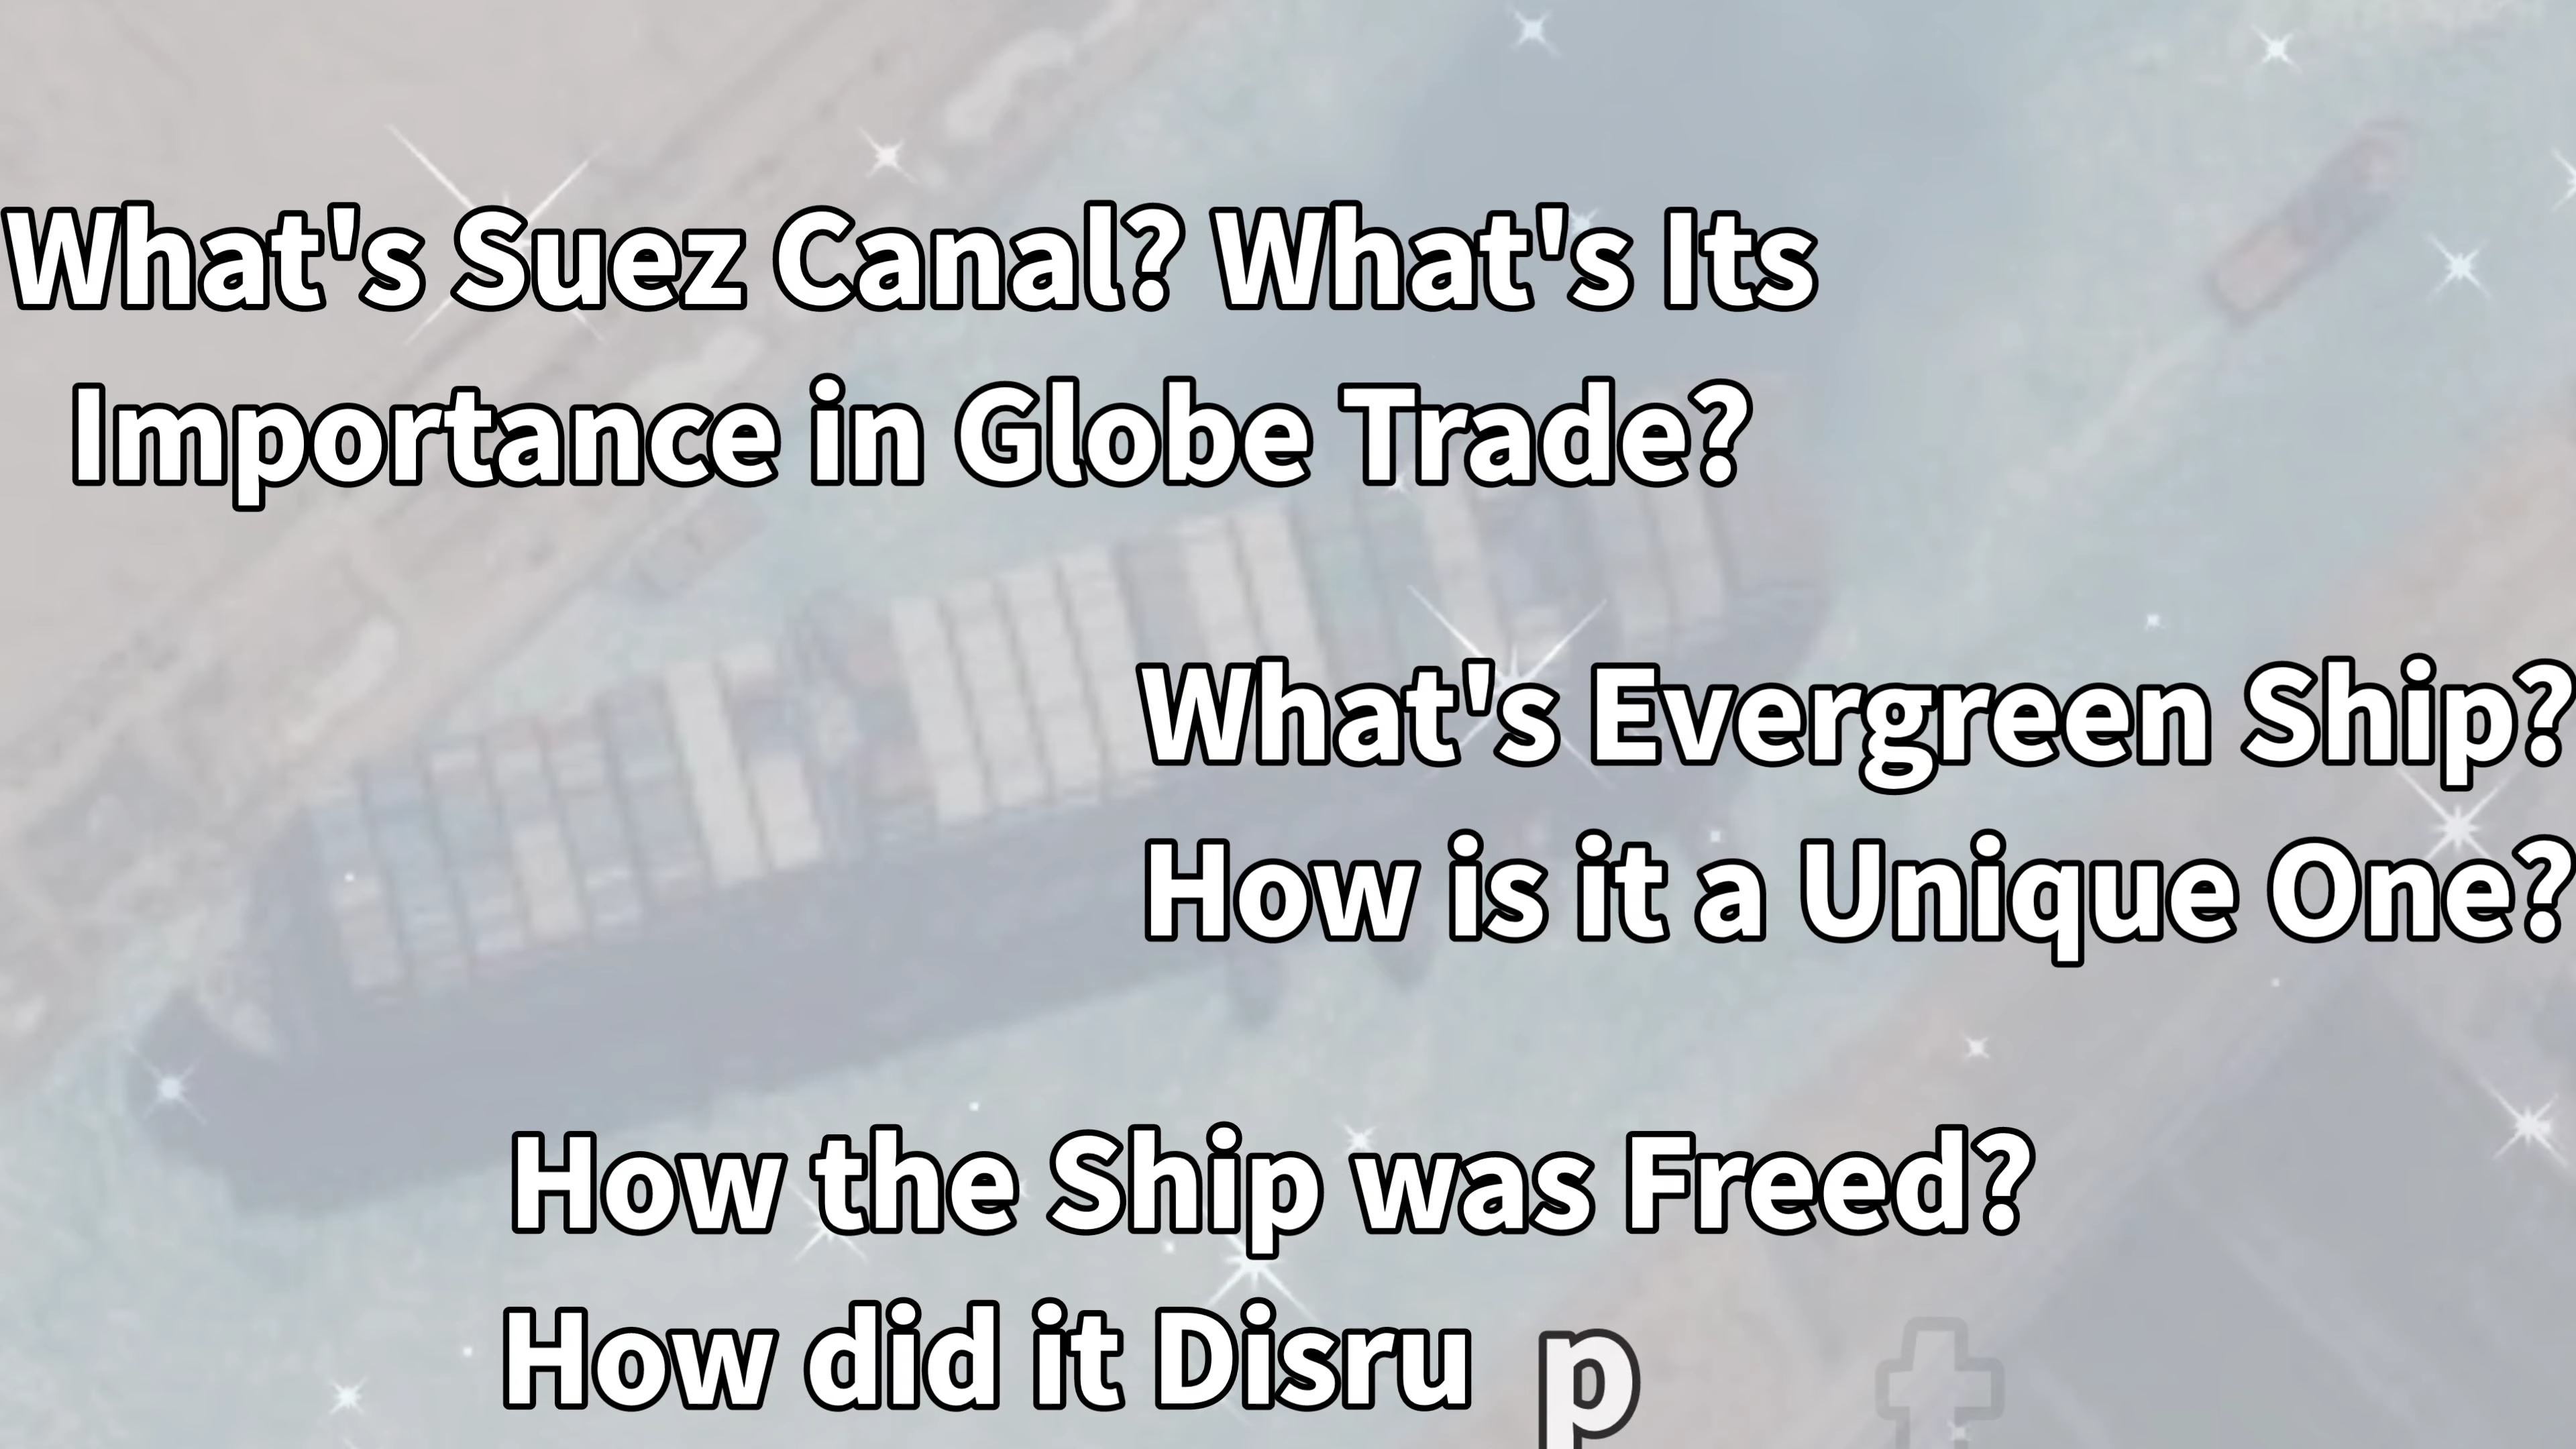 What's Suez Canal? What's Its
Importance in Globe Trade?
What's Evergreen Ship?
How is it a Unique One?
How the Ship was Freed?
How did it Disrupt